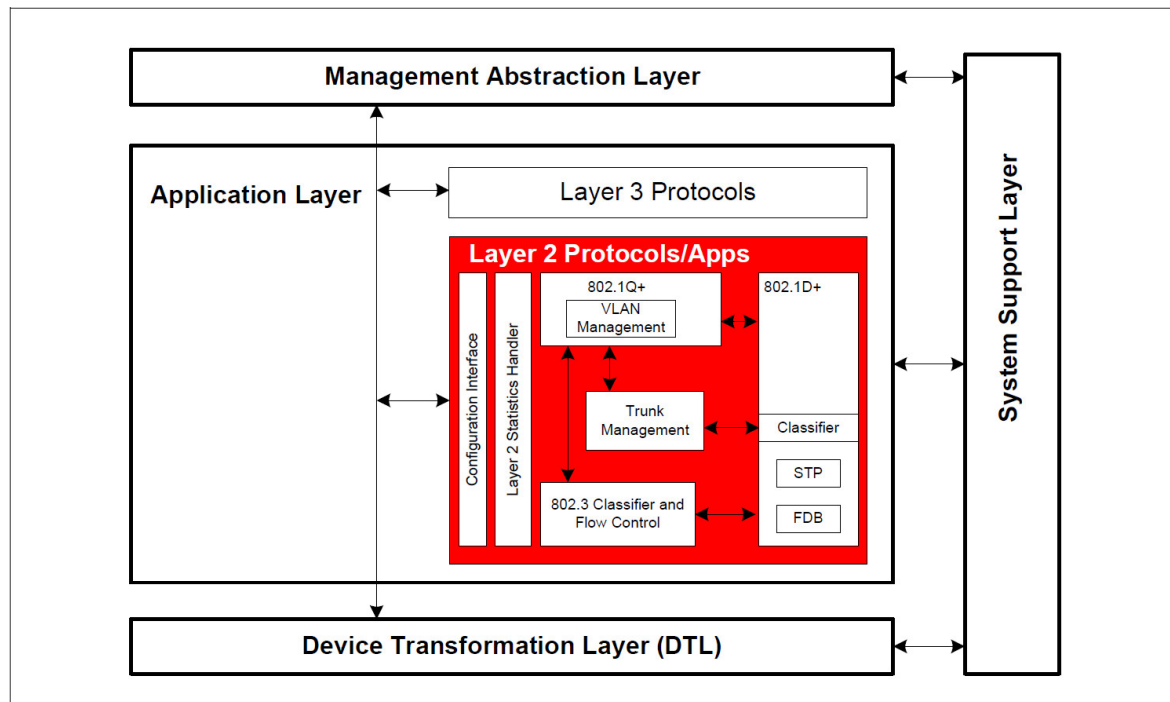 Management Abstraction Layer
Application Layer
Layer 3 Protocols
Layer 2 Protocols/Apps
Configuration Interface
Layer 2 Statistics Handler
802.1Q+
VLAN
Management
802.1D+
Trunk
Management
Classifier
STP
FDB
802.3 Classifier and
Flow Control
Device Transformation Layer (DTL)
System Support Layer